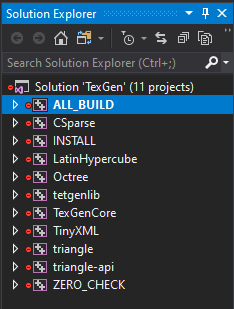 Solution Explorer
Search Solution Explorer (Ctrl+;)
Solution 'TexGen' (11 projects)
ALL_BUILD
CSparse
INSTALL
LatinHypercube
Octree
tetgenlib
TexGenCore
TinyXML
triangle
triangle-api
ZERO_CHECK